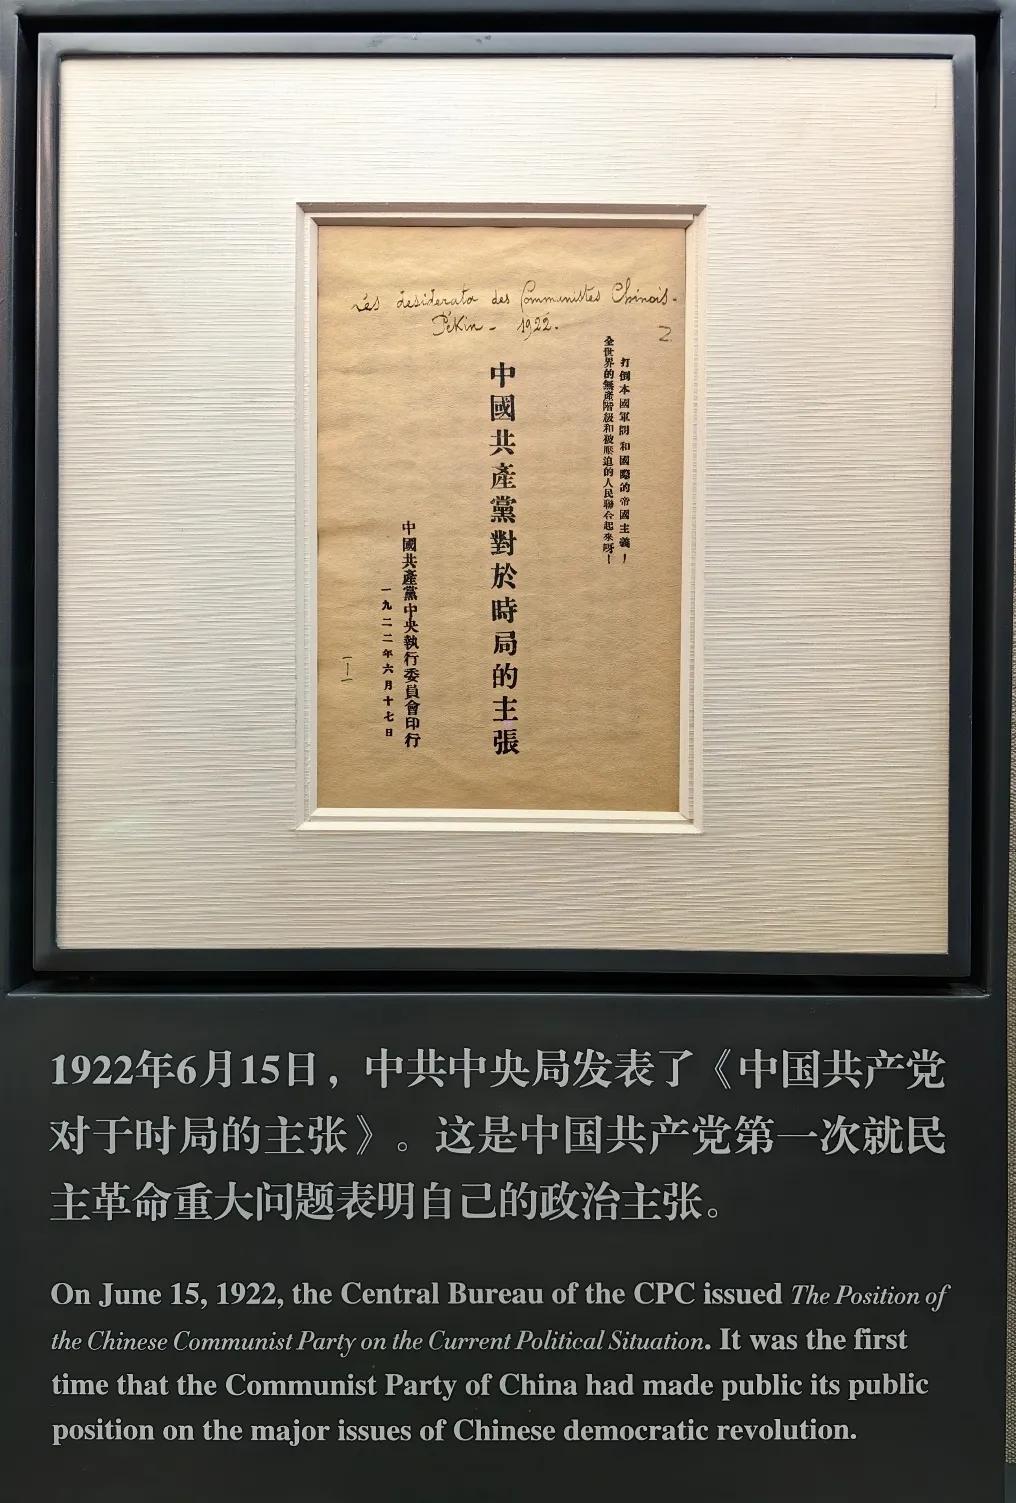 Les desiderata des Communistes Chinois.
Pékin - 1922.
2
打倒本國軍閥和國際的帝國主義！
全世界的無產階級和被壓迫的人民聯合起來呀！
中國共產黨對於時局的主張
中國共產黨中央執行委員會印行
一九二二年六月十七日
1922年6月15日，中共中央局发表了《中国共产党
对于时局的主张》。这是中国共产党第一次就民
主革命重大问题表明自己的政治主张。
On June 15, 1922, the Central Bureau of the CPC issued The Position of
the Chinese Communist Party on the Current Political Situation. It was the first
time that the Communist Party of China had made public its public
position on the major issues of Chinese democratic revolution.